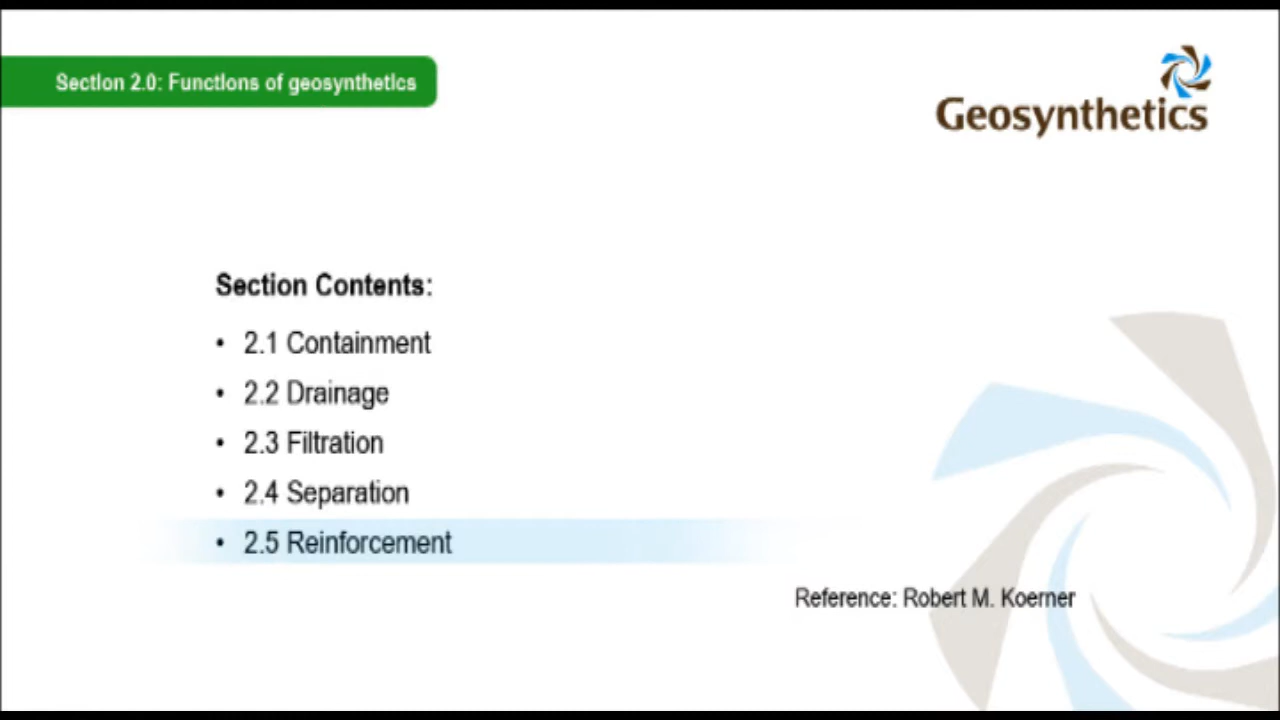 Section 2.0: Functions of geosynthetics
Geosynthetics
Section Contents:
• 2.1 Containment
• 2.2 Drainage
• 2.3 Filtration
• 2.4 Separation
• 2.5 Reinforcement
Reference: Robert M. Koerner